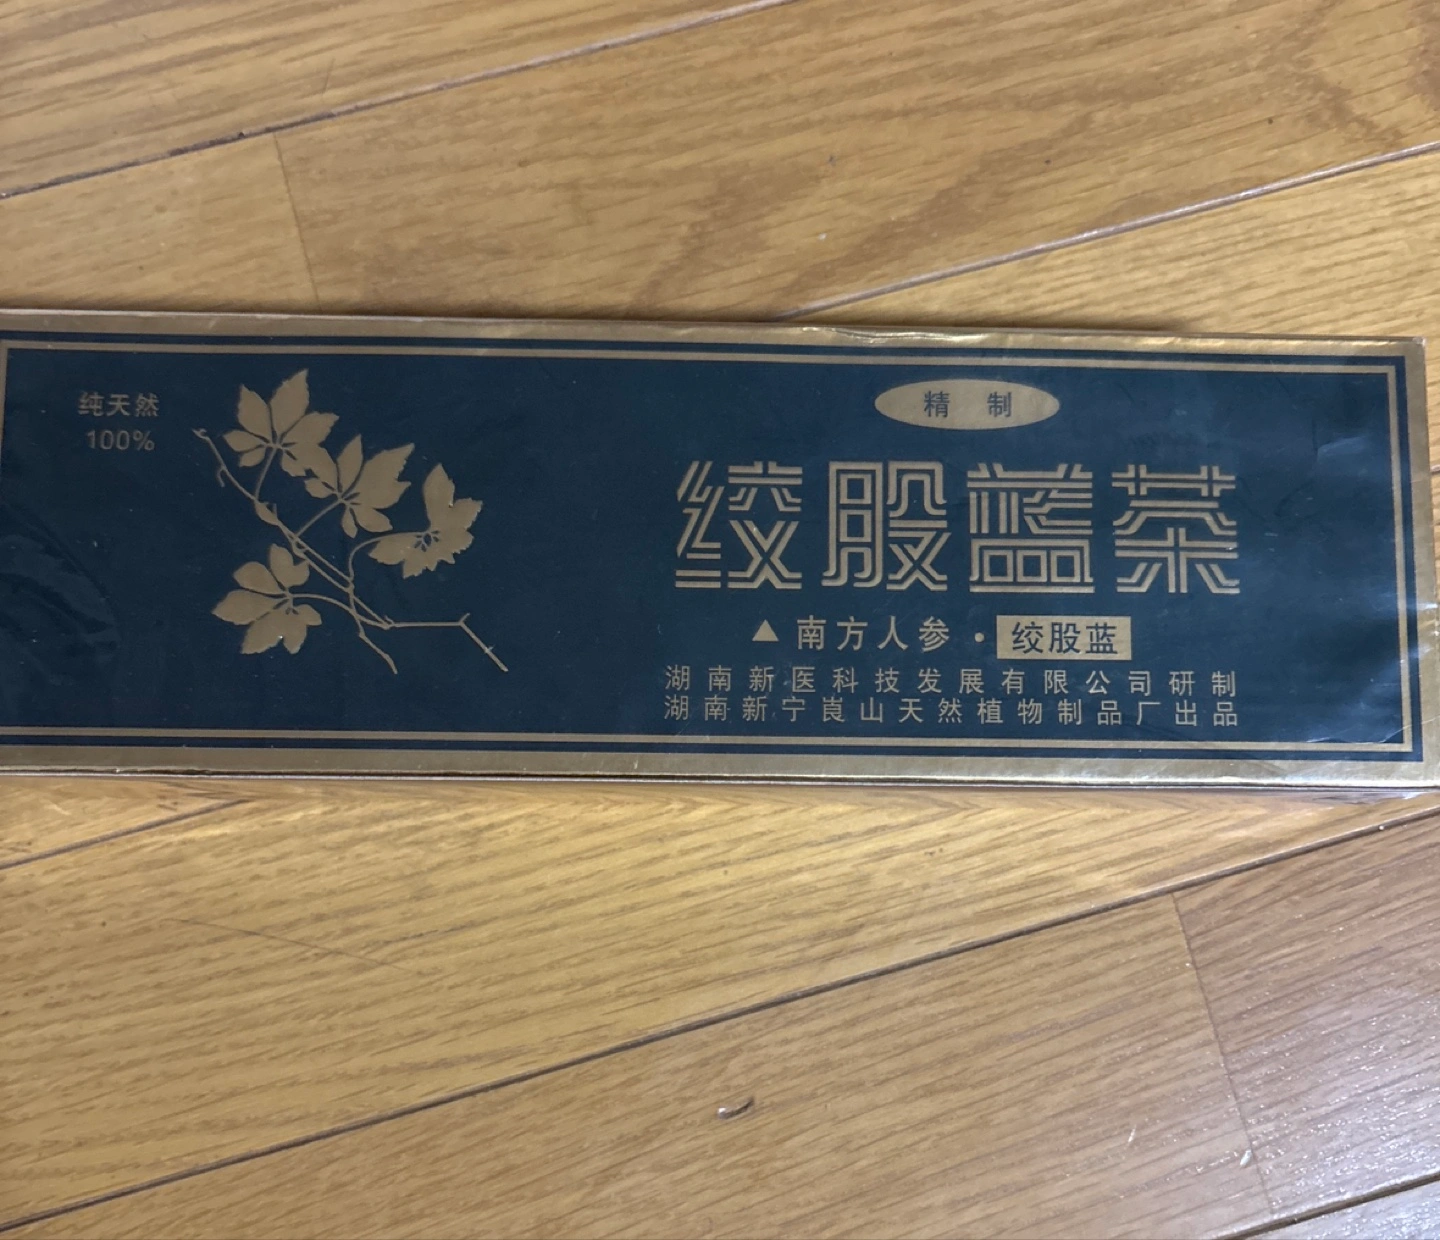 纯天然
100%
精 制
绞股蓝茶
▲南方人参·绞股蓝
湖南新医科技发展有限公司研制
湖南新宁崀山天然植物制品厂出品